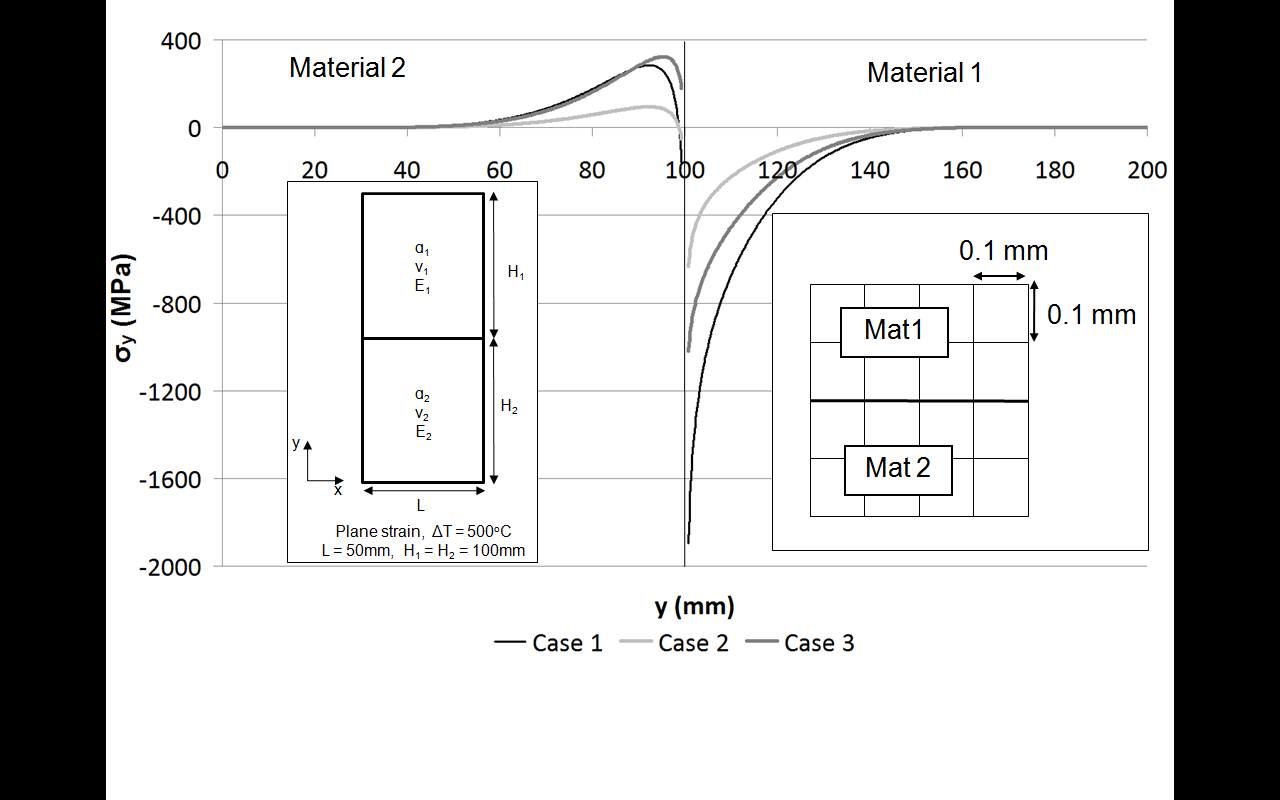 400
Material 2
Material 1
0
0 20 40 60 80 100 120 140 160 180 200
-400
-800
-1200
-1600
-2000
σy (MPa)
α₁
ν₁
E₁
H₁
α₂
ν₂
E₂
H₂
y
x
L
Plane strain, ΔT = 500°C
L = 50mm, H₁ = H₂ = 100mm
0.1 mm
0.1 mm
Mat1
Mat 2
y (mm)
Case 1 Case 2 Case 3